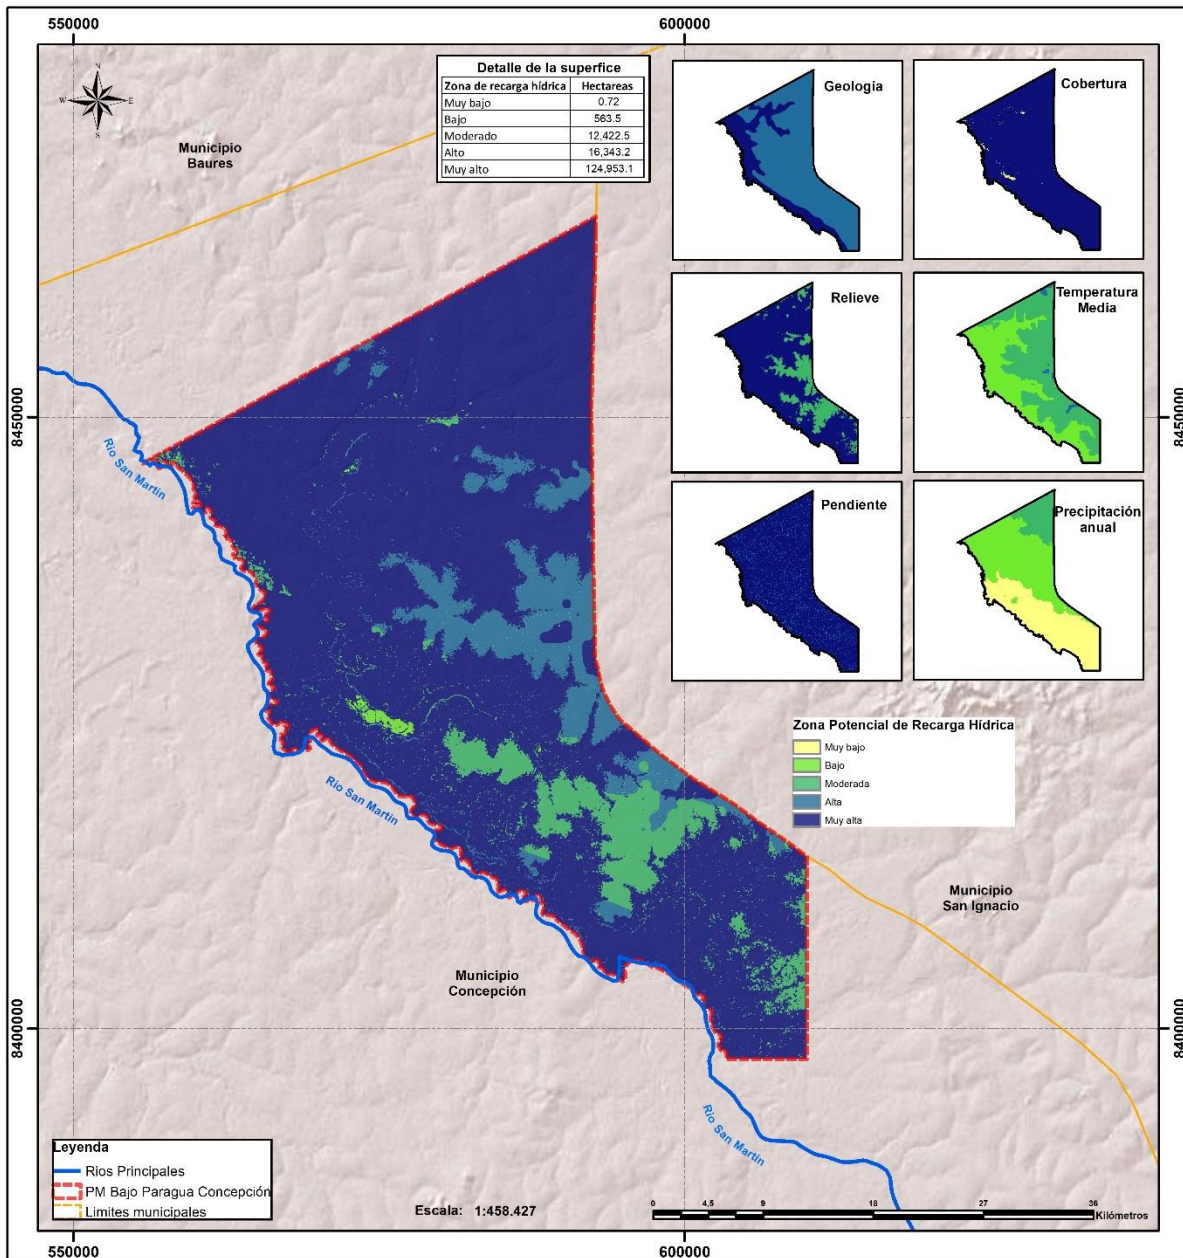 550000
600000
Detalle de la superfice
Zona de recarga hídrica Hectareas
Muy bajo 0.72
Bajo 563.5
Moderado 12,422.5
Alto 16,343.2
Muy alto 124,953.1
N
W E
S
Municipio
Baures
Geología
Cobertura
Relieve
Temperatura
Media
Pendiente
Precipitación
anual
8450000
8450000
Rio San Martin
Rio San Martin
Zona Potencial de Recarga Hídrica
Muy bajo
Bajo
Moderada
Alta
Muy alta
Municipio
San Ignacio
Municipio
Concepción
8400000
8400000
Rio San Martin
Leyenda
Rios Principales
PM Bajo Paragua Concepción
Limites municipales
Escala: 1:458.427
0 4,5 9 18 27 36
Kilómetros
550000
600000